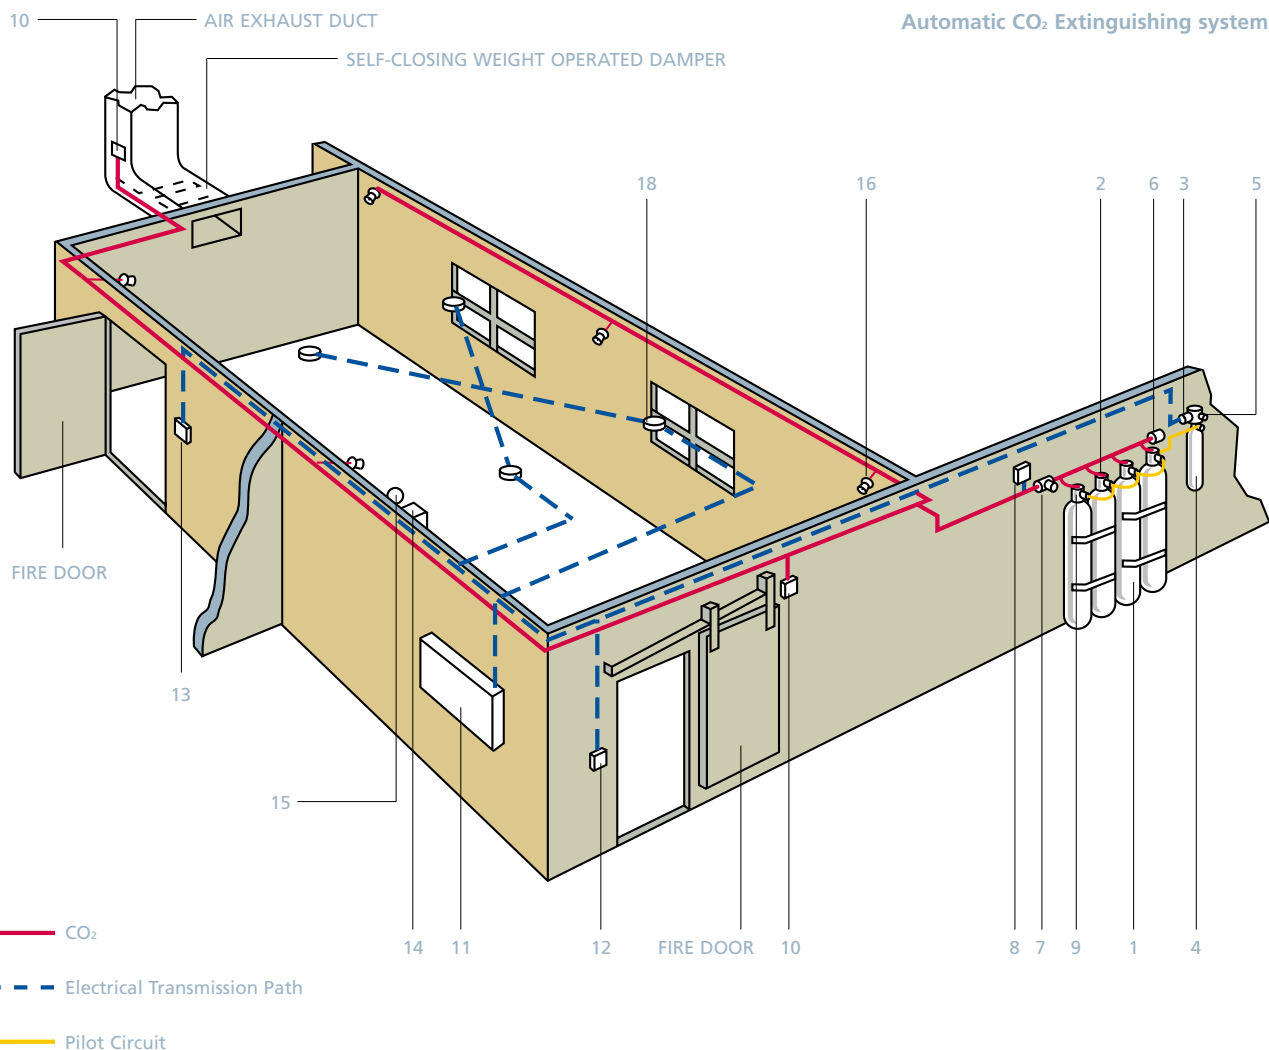 10
AIR EXHAUST DUCT
Automatic CO₂ Extinguishing system
SELF-CLOSING WEIGHT OPERATED DAMPER
18
16
2
6
3
5
FIRE DOOR
13
15
14
11
12
FIRE DOOR
10
8
7
9
1
4
CO₂
Electrical Transmission Path
Pilot Circuit